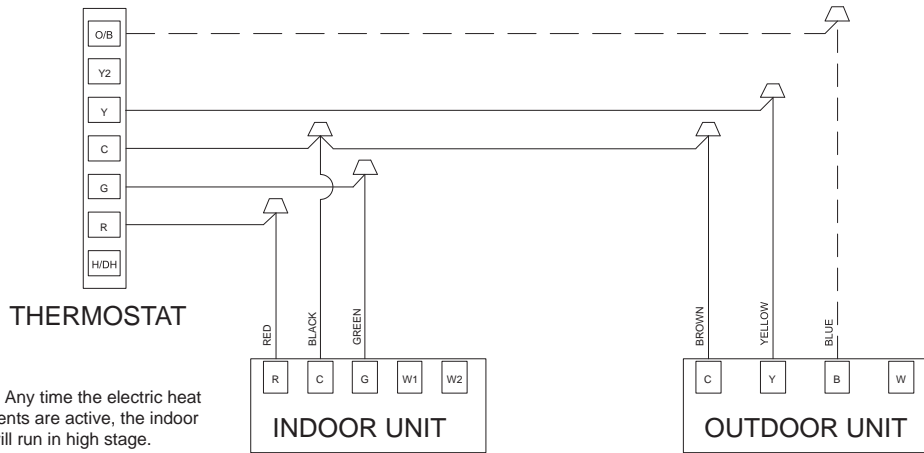 O/B
Y2
Y
C
G
R
H/DH
THERMOSTAT
RED
BLACK
GREEN
BROWN
YELLOW
BLUE
R C G W1 W2
INDOOR UNIT
C Y B W
OUTDOOR UNIT
Any time the electric heat
ents are active, the indoor
ill run in high stage.